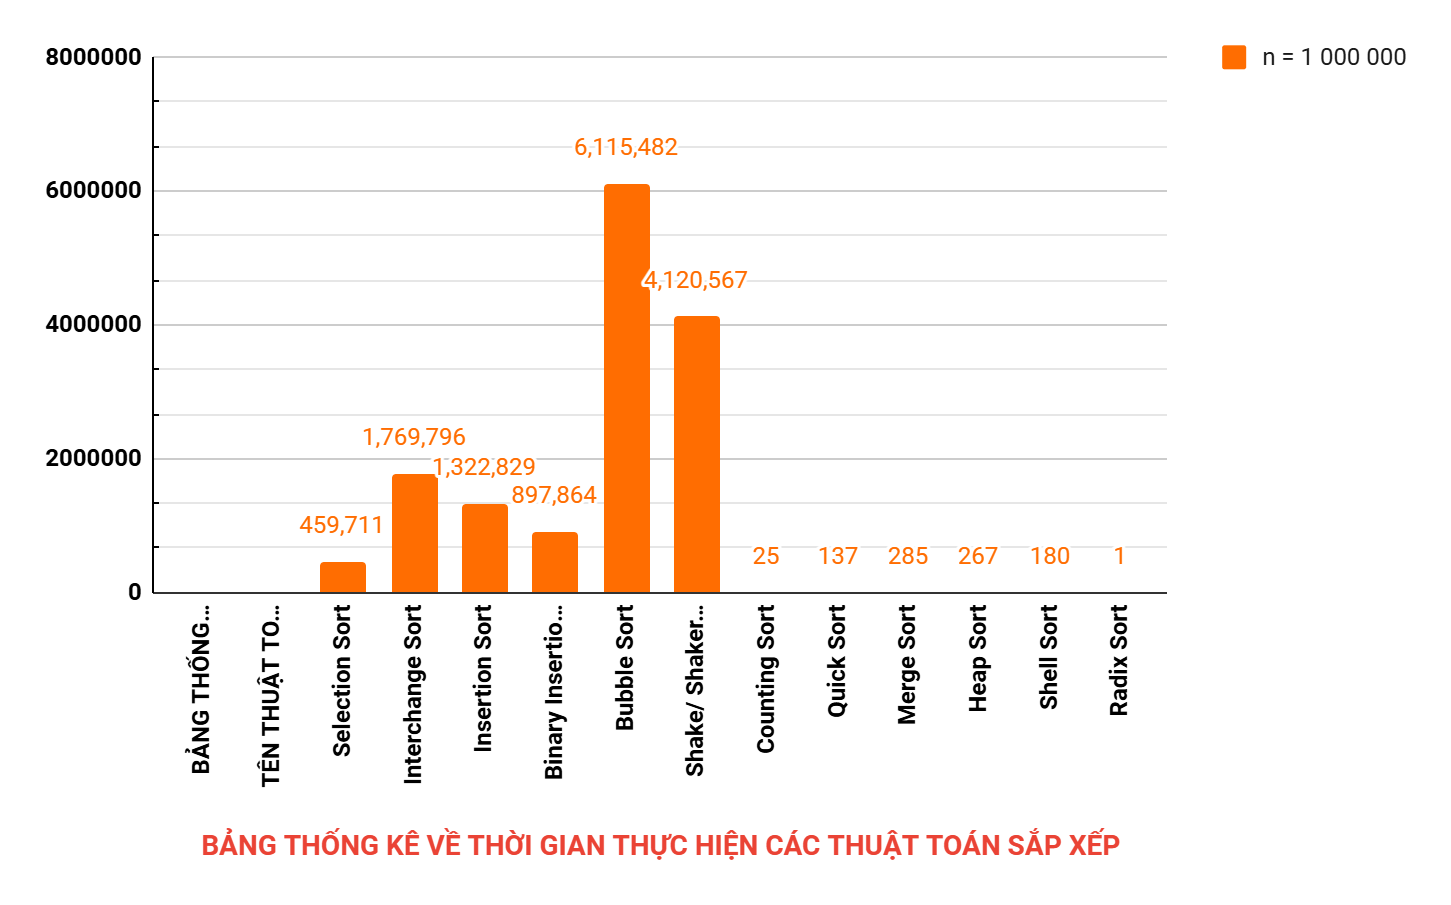 n = 1 000 000
8000000
6000000
4000000
2000000
0
459,711
1,769,796
1,322,829
897,864
6,115,482
4,120,567
25
137
285
267
180
1
BẢNG THỐNG...
TÊN THUẬT TO...
Selection Sort
Interchange Sort
Insertion Sort
Binary Insertio...
Bubble Sort
Shake/ Shaker...
Counting Sort
Quick Sort
Merge Sort
Heap Sort
Shell Sort
Radix Sort
BẢNG THỐNG KÊ VỀ THỜI GIAN THỰC HIỆN CÁC THUẬT TOÁN SẮP XẾP